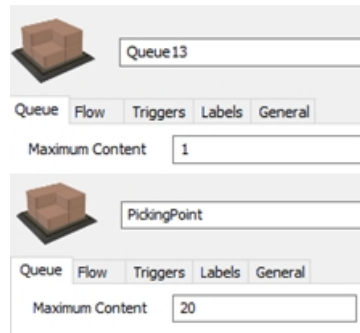 Queue13
Queue Flow Triggers Labels General
Maximum Content 1
PickingPoint
Queue Flow Triggers Labels General
Maximum Content 20